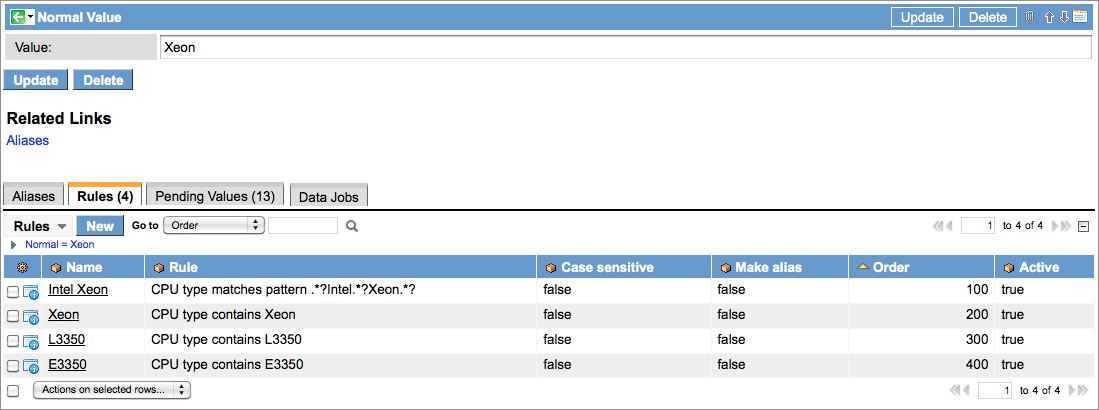 Normal Value Update Delete
Value: Xeon
Update Delete
Related Links
Aliases
Aliases Rules (4) Pending Values (13) Data Jobs
Rules New Go to Order 1 to 4 of 4
Normal = Xeon
Name Rule Case sensitive Make alias Order Active
Intel Xeon CPU type matches pattern .*?Intel.*?Xeon.*? false false 100 true
Xeon CPU type contains Xeon false false 200 true
L3350 CPU type contains L3350 false false 300 true
E3350 CPU type contains E3350 false false 400 true
Actions on selected rows... 1 to 4 of 4